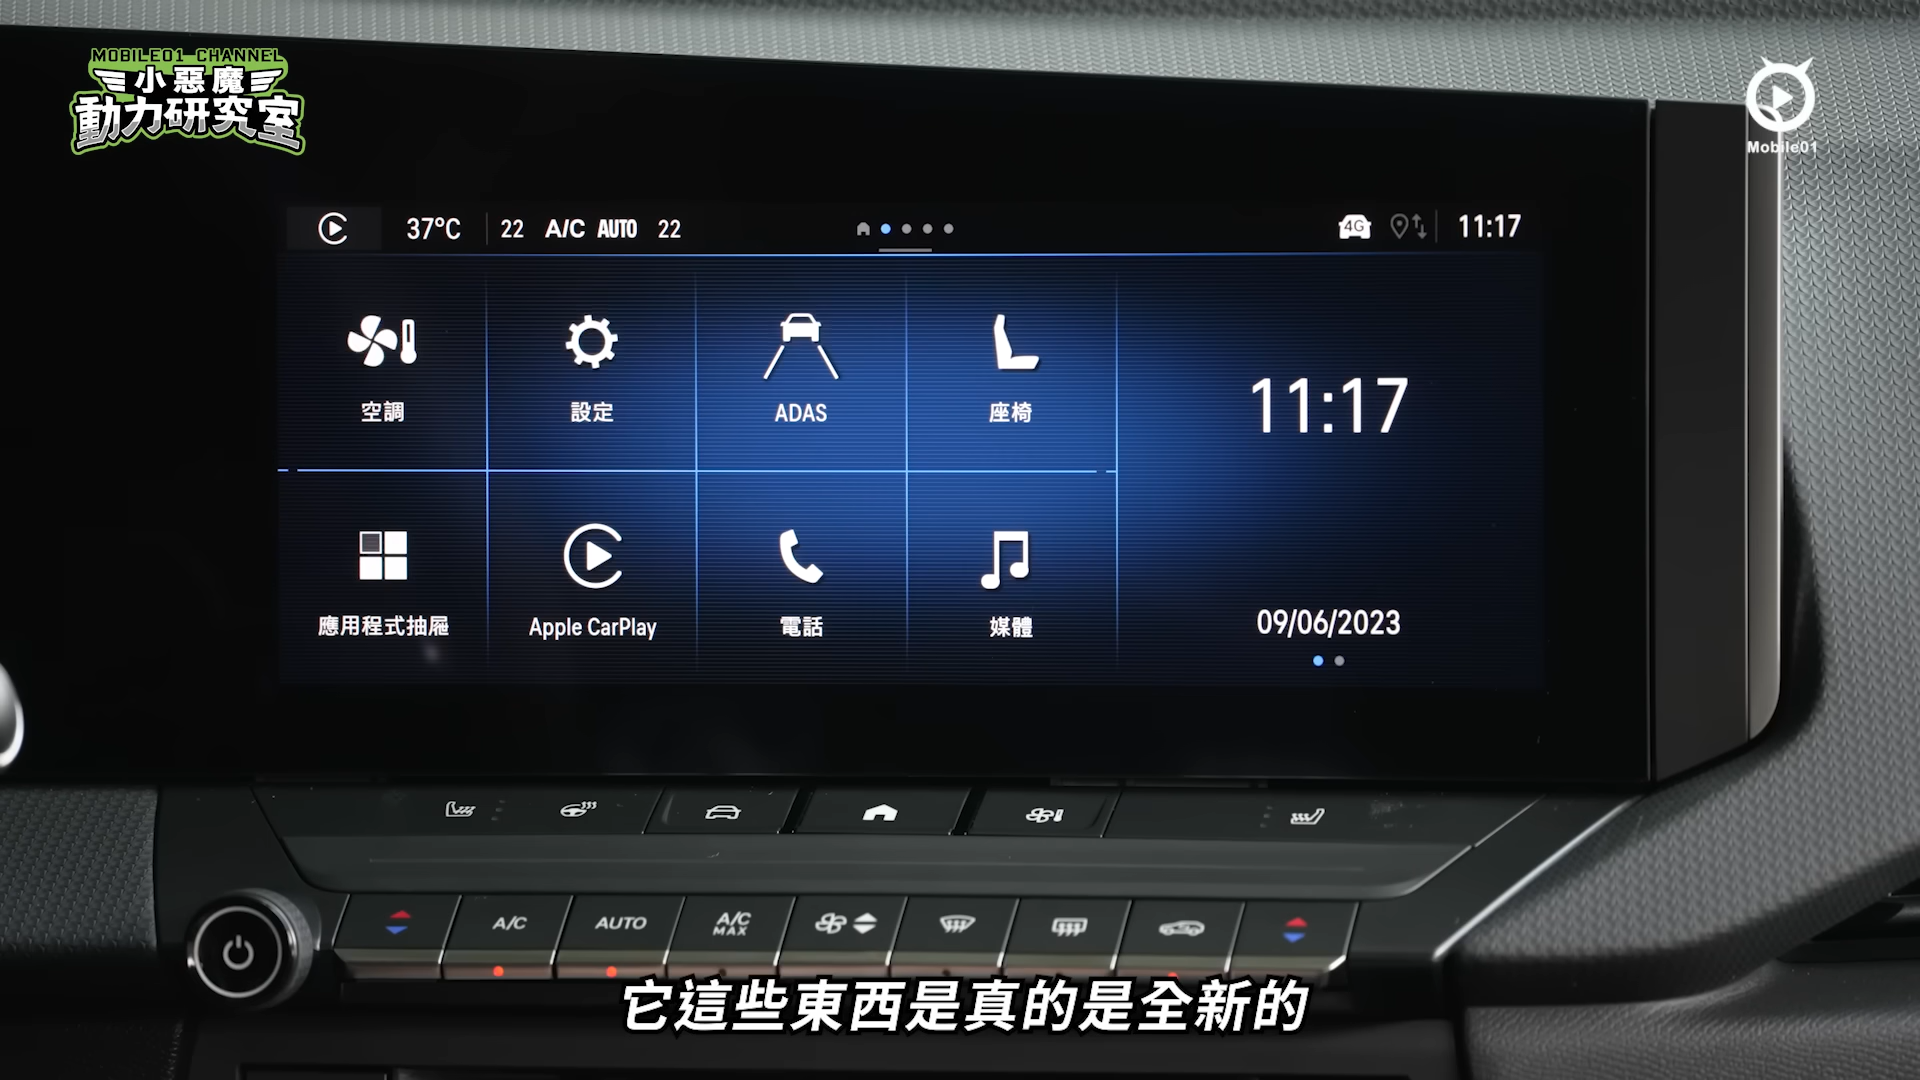 MOBILE01 CHANNEL
小惡魔
動力研究室
Mobile01
37°C 22 A/C AUTO 22 4G 11:17
空調 設定 ADAS 座椅
11:17
應用程式抽屜 Apple CarPlay 電話 媒體
09/06/2023
A/C AUTO A/C MAX
它這些東西是真的是全新的